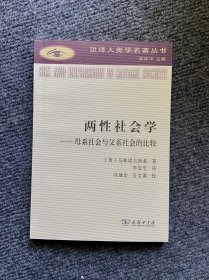 汉译人类学名著丛书
高丙中 主编
SEX AND REPRESSION IN SAVAGE SOCIETY
两性社会学
——母系社会与父系社会的比较
〔英〕马林诺夫斯基 著
李安宅 译
商务印书馆